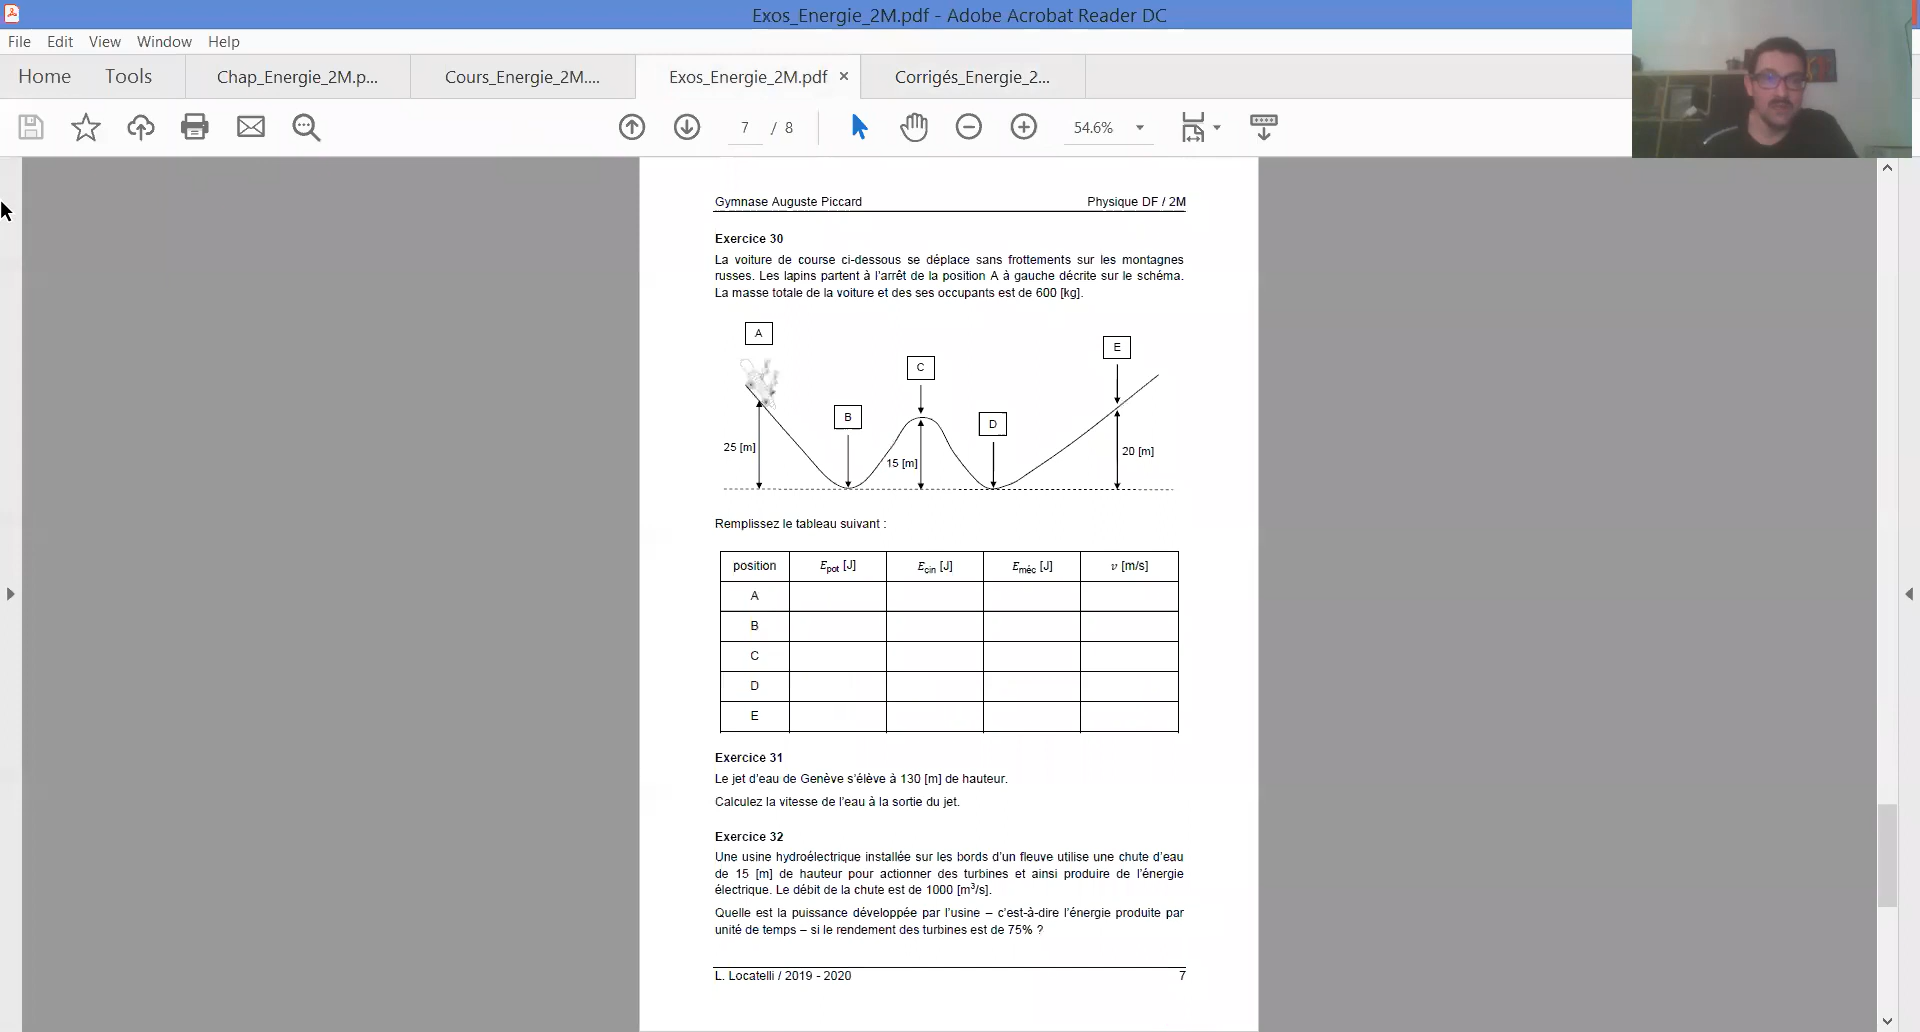 Exos_Energie_2M.pdf - Adobe Acrobat Reader DC
File Edit View Window Help
Home Tools Chap_Energie_2M.p... Cours_Energie_2M.... Exos_Energie_2M.pdf × Corrigés_Energie_2...
7 / 8 54.6%
Gymnase Auguste Piccard Physique DF / 2M
Exercice 30
La voiture de course ci-dessous se déplace sans frottements sur les montagnes
russes. Les lapins partent à l'arrêt de la position A à gauche décrite sur le schéma.
La masse totale de la voiture et des ses occupants est de 600 [kg].
A
E
C
B
D
25 [m]
20 [m]
15 [m]
Remplissez le tableau suivant :
position Epot [J] Ecin [J] Eméc [J] v [m/s]
A
B
C
D
E
Exercice 31
Le jet d'eau de Genève s'élève à 130 [m] de hauteur.
Calculez la vitesse de l'eau à la sortie du jet.
Exercice 32
Une usine hydroélectrique installée sur les bords d'un fleuve utilise une chute d'eau
de 15 [m] de hauteur pour actionner des turbines et ainsi produire de l'énergie
électrique. Le débit de la chute est de 1000 [m³/s].
Quelle est la puissance développée par l'usine – c'est-à-dire l'énergie produite par
unité de temps – si le rendement des turbines est de 75% ?
L. Locatelli / 2019 - 2020 7